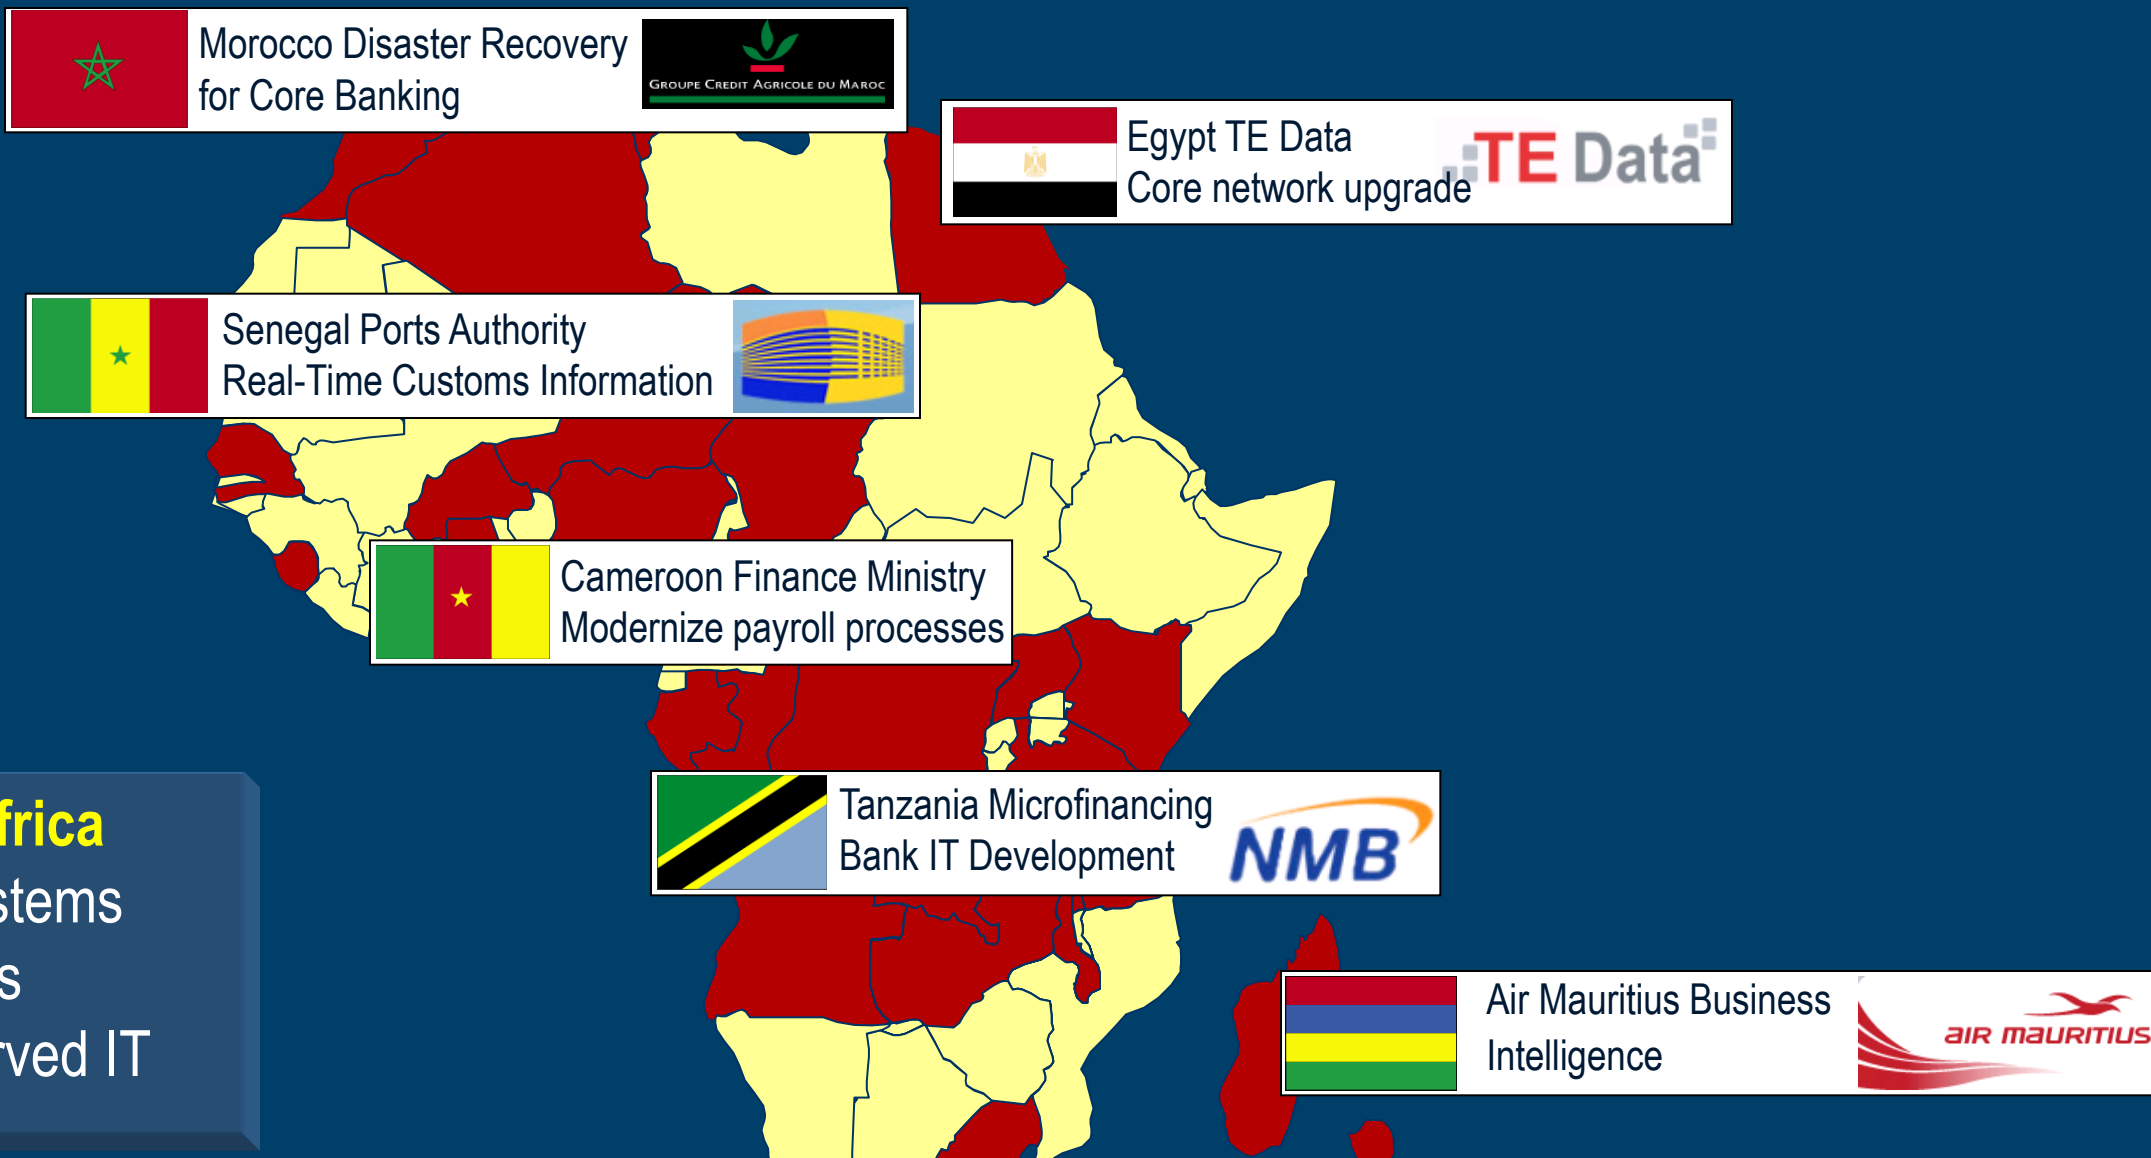 Morocco Disaster Recovery
for Core Banking
GROUPE CREDIT AGRICOLE DU MAROC
Egypt TE Data
Core network upgrade
TE Data
Senegal Ports Authority
Real-Time Customs Information
Cameroon Finance Ministry
Modernize payroll processes
Tanzania Microfinancing
Bank IT Development
NMB
frica
stems
s
rved IT
Air Mauritius Business
Intelligence
AIR MAURITIUS